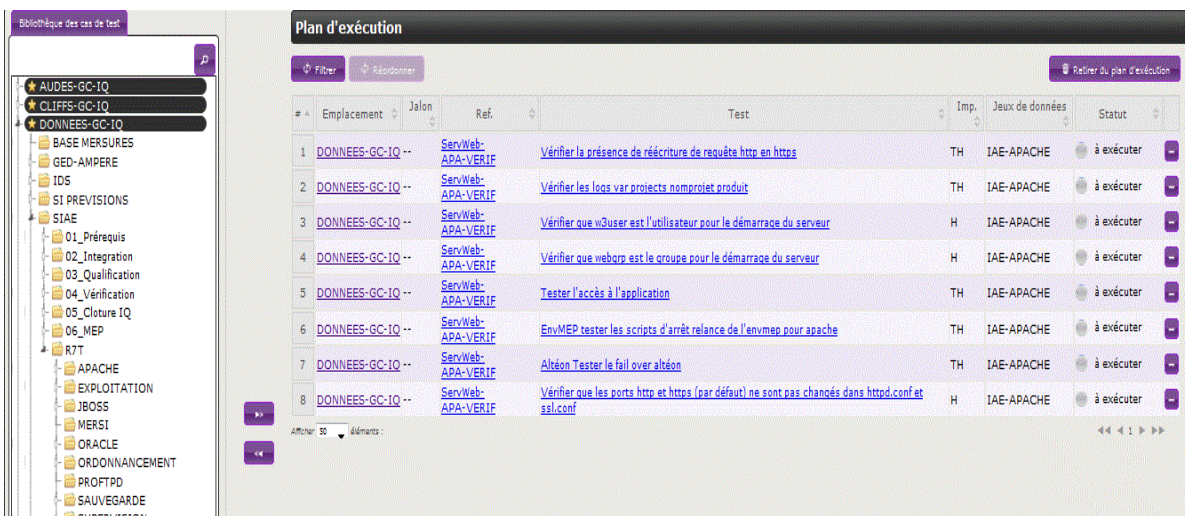 Bibliothèque des cas de test
AUDES-GC-IQ
CLIFFS-GC-IQ
DONNEES-GC-IQ
BASE MERSURES
GED-AMPERE
IDS
SI PREVISIONS
SIAE
01_Prérequis
02_Integration
03_Qualification
04_Vérification
05_Cloture IQ
06_MEP
R7T
APACHE
EXPLOITATION
JBOSS
MERSI
ORACLE
ORDONNANCEMENT
PROFTPD
SAUVEGARDE
SUPERVISION
Plan d'exécution
Filtrer Réordonner Retirer du plan d'exécution
# Emplacement Jalon Ref. Test Imp. Jeux de données Statut
1 DONNEES-GC-IQ -- ServWeb-APA-VERIF Vérifier la présence de réécriture de requête http en https TH IAE-APACHE à exécuter
2 DONNEES-GC-IQ -- ServWeb-APA-VERIF Vérifier les logs var projects nomprojet produit TH IAE-APACHE à exécuter
3 DONNEES-GC-IQ -- ServWeb-APA-VERIF Vérifier que w3user est l'utilisateur pour le démarrage du serveur H IAE-APACHE à exécuter
4 DONNEES-GC-IQ -- ServWeb-APA-VERIF Vérifier que webgrp est le groupe pour le démarrage du serveur H IAE-APACHE à exécuter
5 DONNEES-GC-IQ -- ServWeb-APA-VERIF Tester l'accès à l'application TH IAE-APACHE à exécuter
6 DONNEES-GC-IQ -- ServWeb-APA-VERIF EnvMEP tester les scripts d'arrêt relance de l'envmep pour apache TH IAE-APACHE à exécuter
7 DONNEES-GC-IQ -- ServWeb-APA-VERIF Altéon Tester le fail over altéon TH IAE-APACHE à exécuter
8 DONNEES-GC-IQ -- ServWeb-APA-VERIF Vérifier que les ports http et https (par défaut) ne sont pas changés dans httpd.conf et ssl.conf H IAE-APACHE à exécuter
Afficher 50 éléments : 1